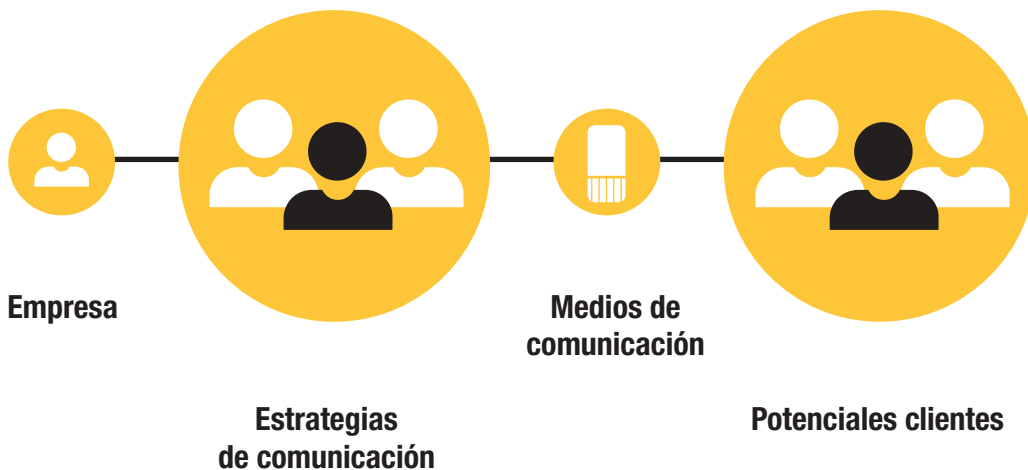 Empresa
Estrategias
de comunicación
Medios de
comunicación
Potenciales clientes